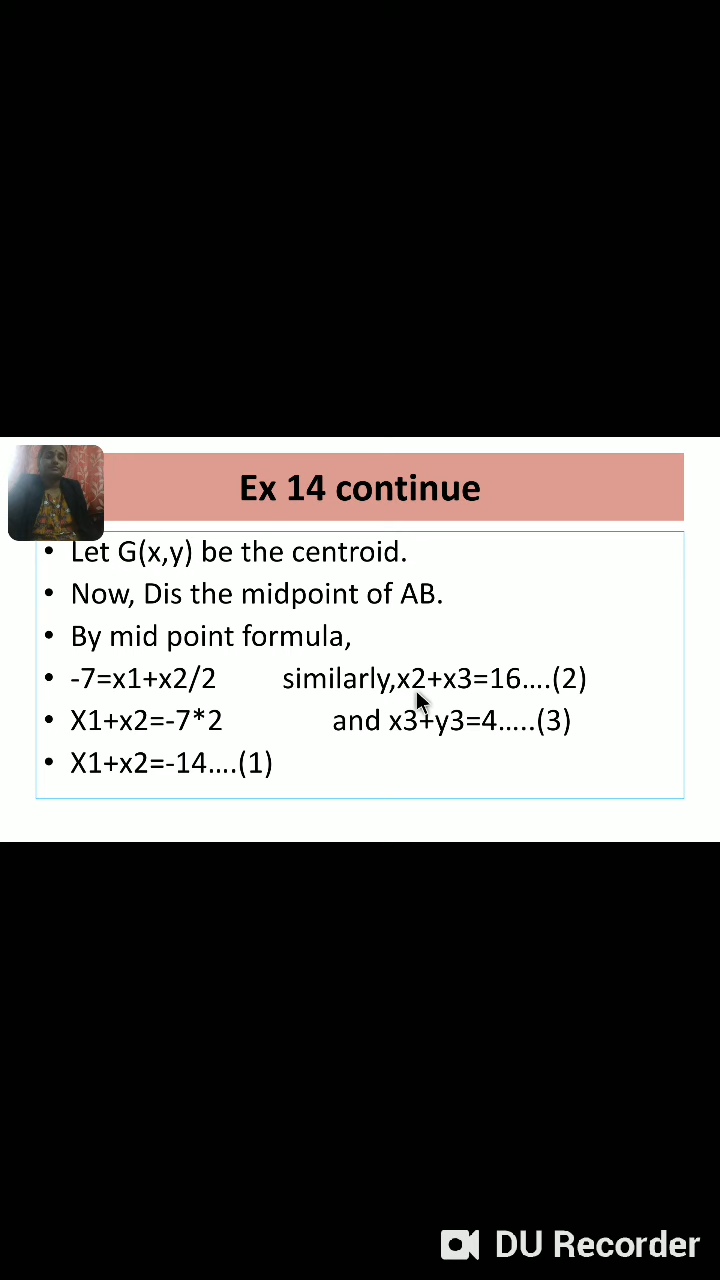 Ex 14 continue
• Let G(x,y) be the centroid.
• Now, Dis the midpoint of AB.
• By mid point formula,
• -7=x1+x2/2 similarly,x2+x3=16....(2)
• X1+x2=-7*2 and x3+y3=4.....(3)
• X1+x2=-14....(1)
DU Recorder